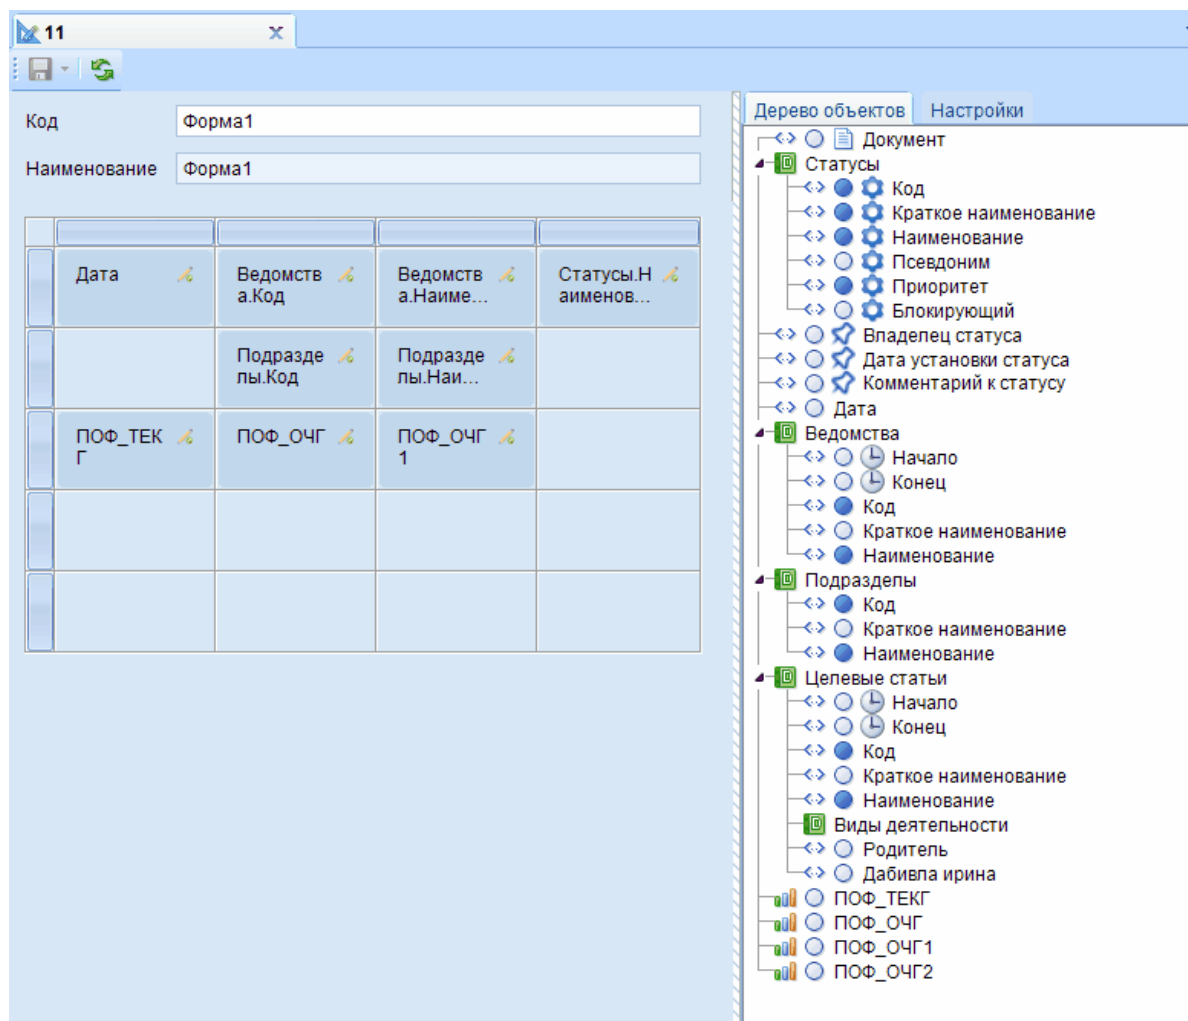 11
Код
Форма1
Наименование
Форма1
Дата
Ведомств
а.Код
Ведомств
а.Наиме...
Статусы.Н
аименов...
Подразде
лы.Код
Подразде
лы.Наи...
ПОФ_ТЕК
Г
ПОФ_ОЧГ
ПОФ_ОЧГ
1
Дерево объектов
Настройки
Документ
Статусы
Код
Краткое наименование
Наименование
Псевдоним
Приоритет
Блокирующий
Владелец статуса
Дата установки статуса
Комментарий к статусу
Дата
Ведомства
Начало
Конец
Код
Краткое наименование
Наименование
Подразделы
Код
Краткое наименование
Наименование
Целевые статьи
Начало
Конец
Код
Краткое наименование
Наименование
Виды деятельности
Родитель
Дабивла ирина
ПОФ_ТЕКГ
ПОФ_ОЧГ
ПОФ_ОЧГ1
ПОФ_ОЧГ2